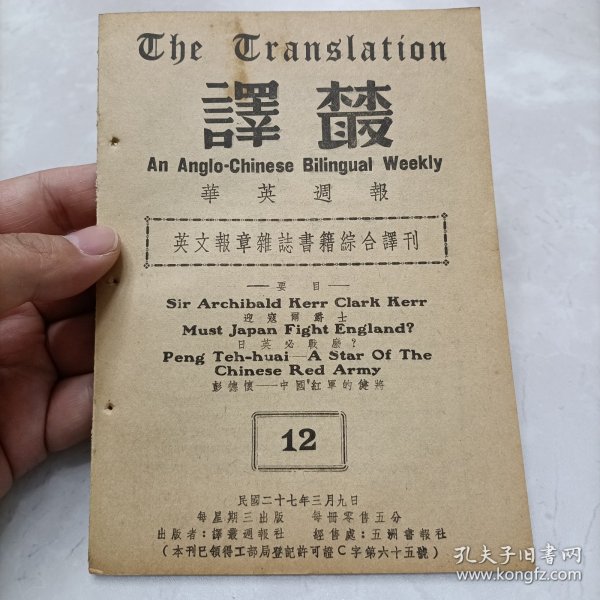 The Translation
譯叢
An Anglo-Chinese Bilingual Weekly
華英週報
英文報章雜誌書籍綜合譯刊
要目
Sir Archibald Kerr Clark Kerr
迎寇爾爵士
Must Japan Fight England?
日英必戰麽?
Peng Teh-huai—A Star Of The
Chinese Red Army
彭德懷——中國紅軍的健將
12
民國二十七年三月九日
每星期三出版 每冊零售五分
出版者:譯叢週報社 經售處:五洲書報社
(本刊已領得工部局登記許可證C字第六十五號)
孔夫子旧书网
www.kongfz.com